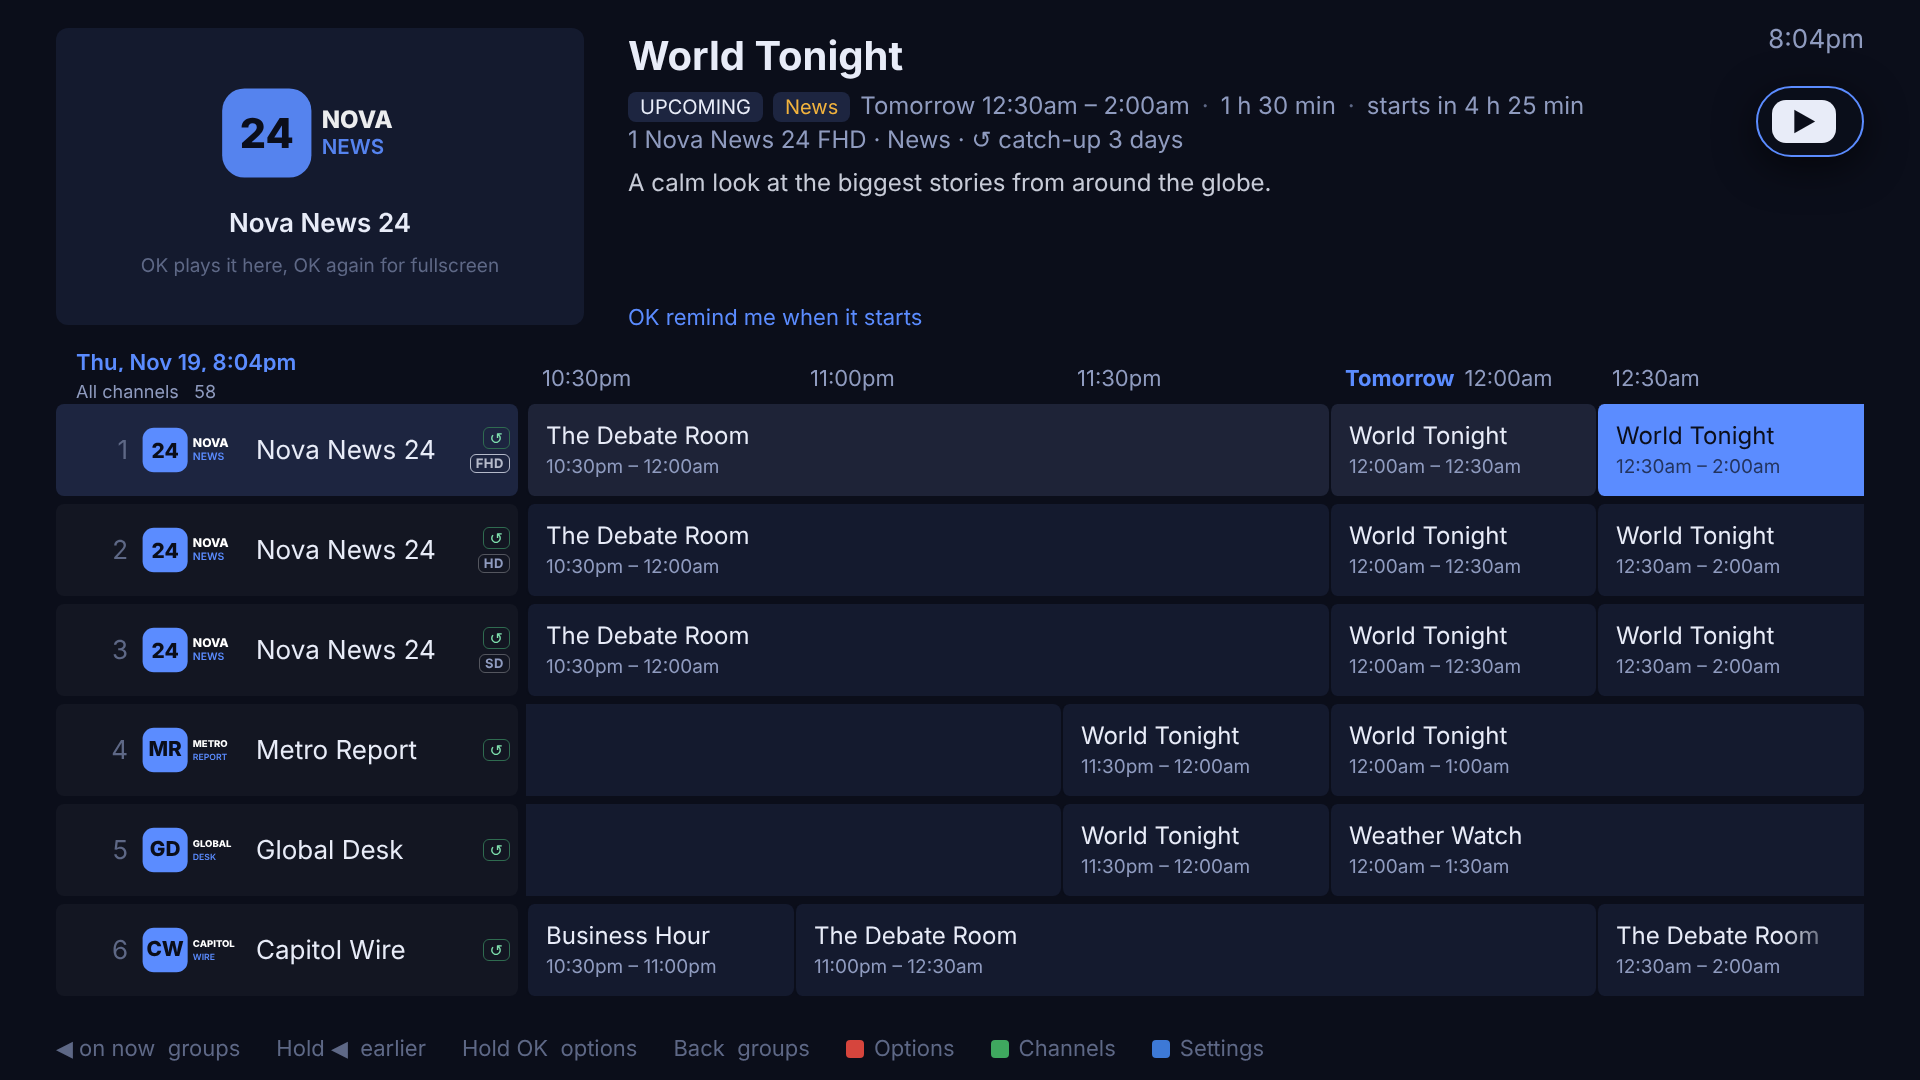 24 NOVA NEWS
Nova News 24
OK plays it here, OK again for fullscreen
World Tonight
8:04pm
UPCOMING News Tomorrow 12:30am – 2:00am · 1 h 30 min · starts in 4 h 25 min
1 Nova News 24 FHD · News · ↺ catch-up 3 days
A calm look at the biggest stories from around the globe.
OK remind me when it starts
Thu, Nov 19, 8:04pm
All channels 58
10:30pm 11:00pm 11:30pm Tomorrow 12:00am 12:30am
1 24 NOVA NEWS Nova News 24 ↺ FHD
The Debate Room
10:30pm – 12:00am
World Tonight
12:00am – 12:30am
World Tonight
12:30am – 2:00am
2 24 NOVA NEWS Nova News 24 ↺ HD
The Debate Room
10:30pm – 12:00am
World Tonight
12:00am – 12:30am
World Tonight
12:30am – 2:00am
3 24 NOVA NEWS Nova News 24 ↺ SD
The Debate Room
10:30pm – 12:00am
World Tonight
12:00am – 12:30am
World Tonight
12:30am – 2:00am
4 MR METRO REPORT Metro Report ↺
World Tonight
11:30pm – 12:00am
World Tonight
12:00am – 1:00am
5 GD GLOBAL DESK Global Desk ↺
World Tonight
11:30pm – 12:00am
Weather Watch
12:00am – 1:30am
6 CW CAPITOL WIRE Capitol Wire ↺
Business Hour
10:30pm – 11:00pm
The Debate Room
11:00pm – 12:30am
The Debate Room
12:30am – 2:00am
◀ on now groups Hold ◀ earlier Hold OK options Back groups Options Channels Settings